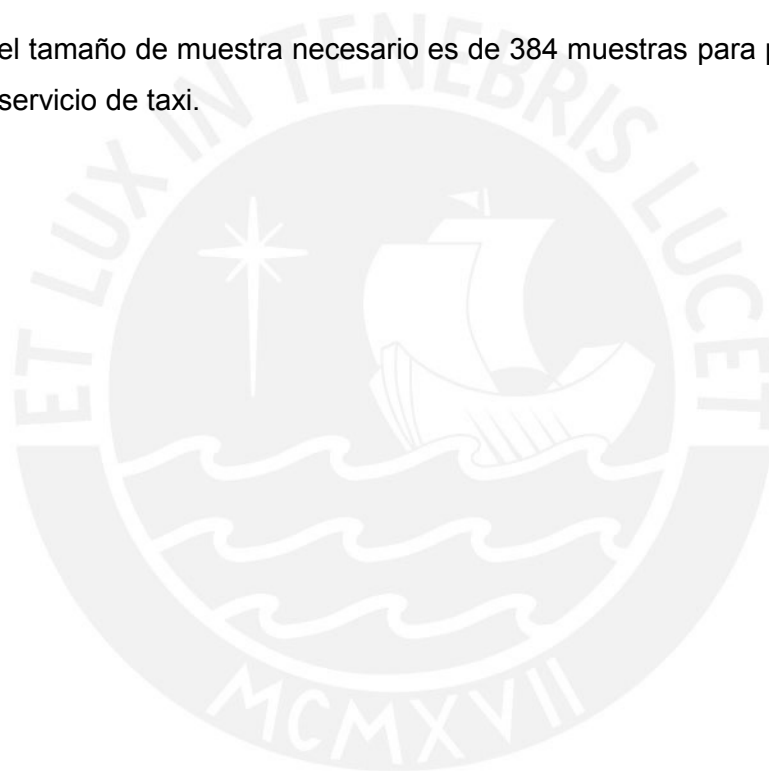 el tamaño de muestra necesario es de 384 muestras para p
servicio de taxi.
ET LUX IN TENEBRIS LUCET
MCMXVII